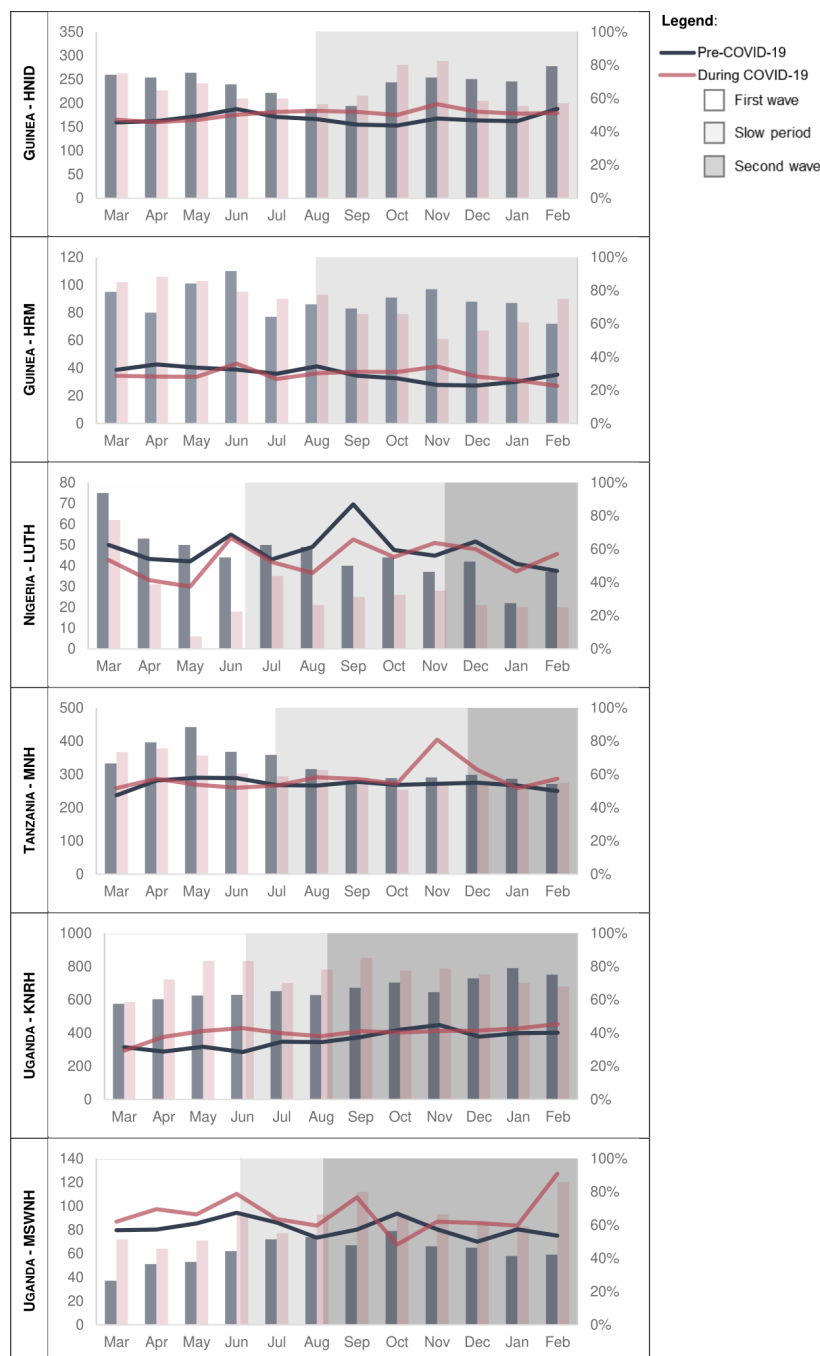 Legend:
Pre-COVID-19
During COVID-19
First wave
Slow period
Second wave
GUINEA - HNID
350 100%
300 80%
250
200 60%
150 40%
100
50 20%
0 0%
Mar Apr May Jun Jul Aug Sep Oct Nov Dec Jan Feb
GUINEA - HRM
120 100%
100 80%
80 60%
60
40 40%
20 20%
0 0%
Mar Apr May Jun Jul Aug Sep Oct Nov Dec Jan Feb
NIGERIA - LUTH
80 100%
70 80%
60
50 60%
40
30 40%
20 20%
10
0 0%
Mar Apr May Jun Jul Aug Sep Oct Nov Dec Jan Feb
TANZANIA - MNH
500 100%
400 80%
300 60%
200 40%
100 20%
0 0%
Mar Apr May Jun Jul Aug Sep Oct Nov Dec Jan Feb
UGANDA - KNRH
1000 100%
800 80%
600 60%
400 40%
200 20%
0 0%
Mar Apr May Jun Jul Aug Sep Oct Nov Dec Jan Feb
UGANDA - MSWNH
140 100%
120 80%
100
80 60%
60 40%
40
20 20%
0 0%
Mar Apr May Jun Jul Aug Sep Oct Nov Dec Jan Feb